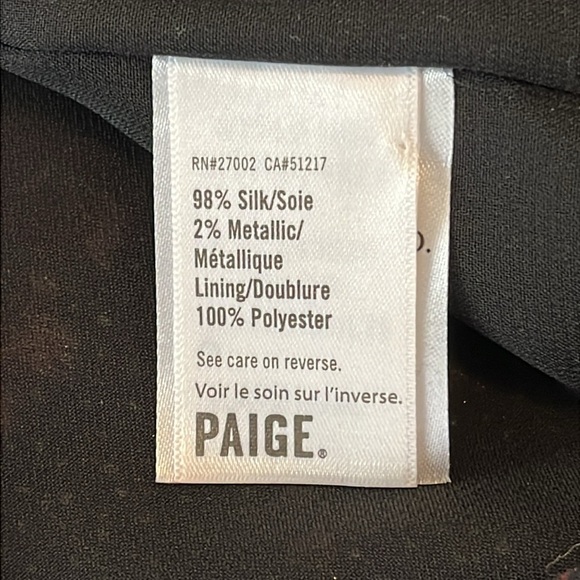 RN#27002 CA#51217
98% Silk/Soie
2% Metallic/
Métallique
Lining/Doublure
100% Polyester
See care on reverse.
Voir le soin sur l'inverse.
PAIGE®